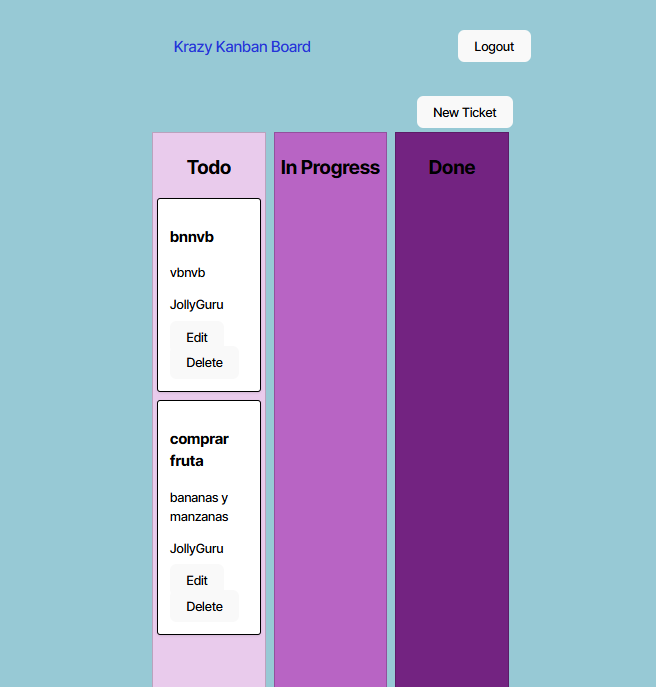 Krazy Kanban Board
Logout
New Ticket
Todo
In Progress
Done
bnnvb
vbnvb
JollyGuru
Edit
Delete
comprar
fruta
bananas y
manzanas
JollyGuru
Edit
Delete